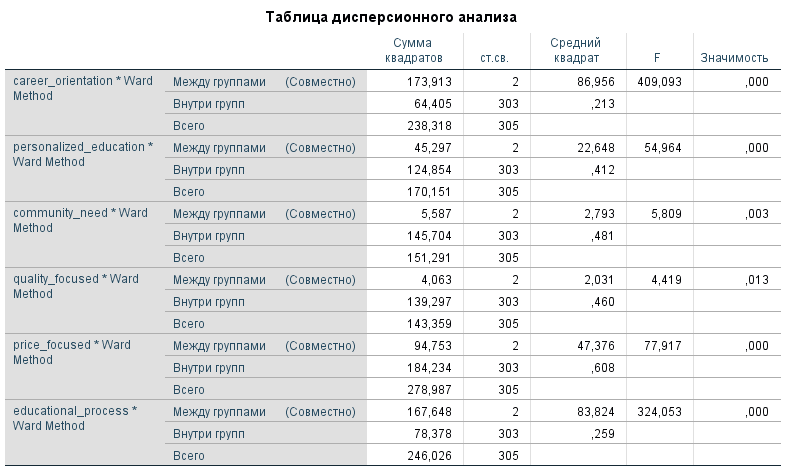 Таблица дисперсионного анализа
Сумма квадратов ст.св. Средний квадрат F Значимость
career_orientation * Ward Method Между группами (Совместно) 173,913 2 86,956 409,093 ,000
Внутри групп 64,405 303 ,213
Всего 238,318 305
personalized_education * Ward Method Между группами (Совместно) 45,297 2 22,648 54,964 ,000
Внутри групп 124,854 303 ,412
Всего 170,151 305
community_need * Ward Method Между группами (Совместно) 5,587 2 2,793 5,809 ,003
Внутри групп 145,704 303 ,481
Всего 151,291 305
quality_focused * Ward Method Между группами (Совместно) 4,063 2 2,031 4,419 ,013
Внутри групп 139,297 303 ,460
Всего 143,359 305
price_focused * Ward Method Между группами (Совместно) 94,753 2 47,376 77,917 ,000
Внутри групп 184,234 303 ,608
Всего 278,987 305
educational_process * Ward Method Между группами (Совместно) 167,648 2 83,824 324,053 ,000
Внутри групп 78,378 303 ,259
Всего 246,026 305